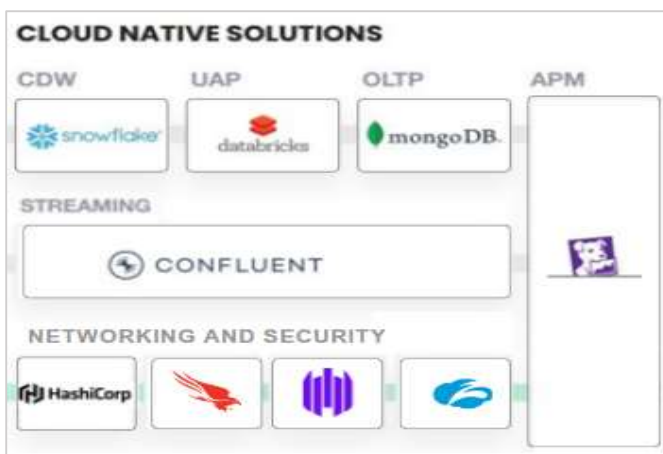 CLOUD NATIVE SOLUTIONS
CDW UAP OLTP APM
snowflake databricks mongoDB.
STREAMING
CONFLUENT
NETWORKING AND SECURITY
HashiCorp